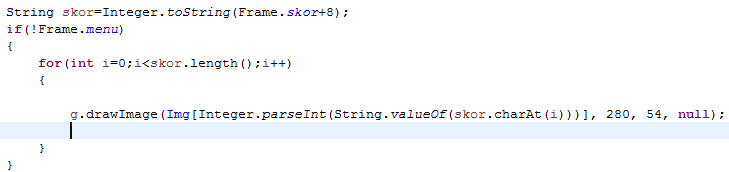 String skor=Integer.toString(Frame.skor+8);
if(!Frame.menu)
{
    for(int i=0;i<skor.length();i++)
    {
        g.drawImage(Img[Integer.parseInt(String.valueOf(skor.charAt(i)))], 280, 54, null);
    }
}